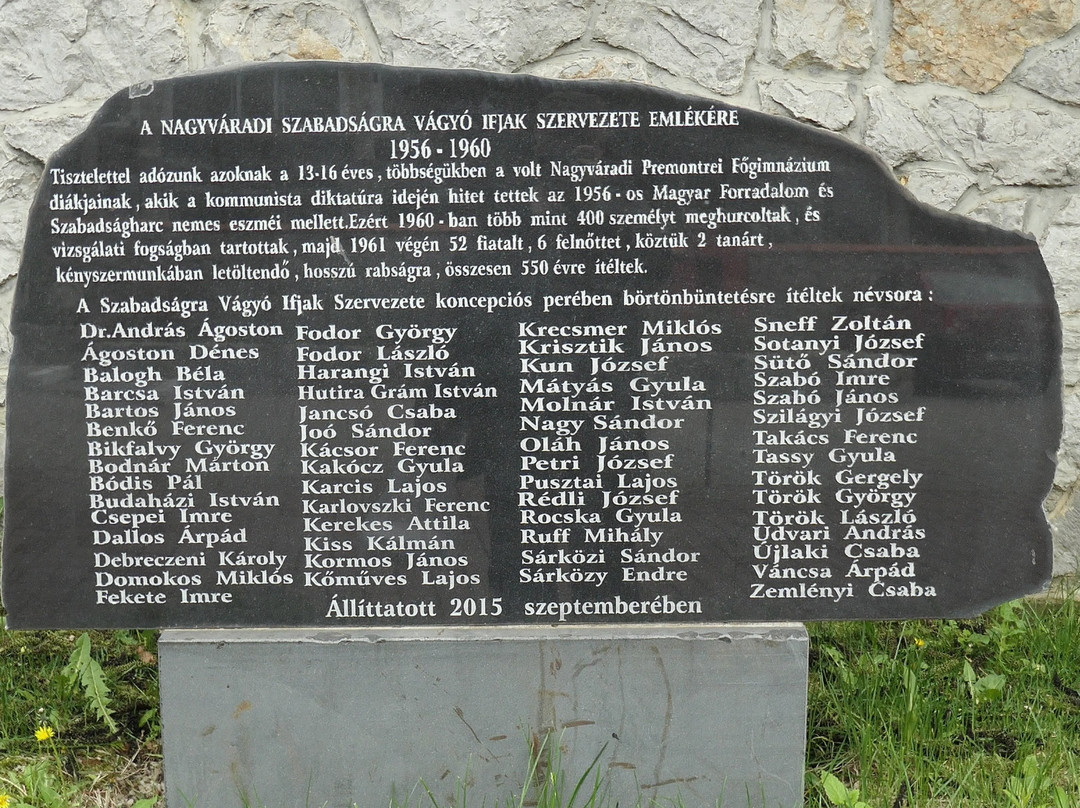 A NAGYVÁRADI SZABADSÁGRA VÁGYÓ IFJAK SZERVEZETE EMLÉKÉRE
1956 - 1960
Tisztelettel adózunk azoknak a 13-16 éves, többségükben a volt Nagyváradi Premontrei Főgimnázium
diákjainak, akik a kommunista diktatúra idején hitet tettek az 1956-os Magyar Forradalom és
Szabadságharc nemes eszméi mellett.Ezért 1960-ban több mint 400 személyt meghurcoltak, és
vizsgálati fogságban tartottak, majd 1961 végén 52 fiatalt, 6 felnőttet, köztük 2 tanárt,
kényszermunkában letöltendő, hosszú rabságra, összesen 550 évre ítéltek.
A Szabadságra Vágyó Ifjak Szervezete koncepciós perében börtönbüntetésre ítéltek névsora:
Dr.András Ágoston
Ágoston Dénes
Balogh Béla
Barcsa István
Bartos János
Benkő Ferenc
Bikfalvy György
Bodnár Márton
Bódis Pál
Budaházi István
Csepei Imre
Dallos Árpád
Debreczeni Károly
Domokos Miklós
Fekete Imre
Fodor György
Fodor László
Harangi István
Hutira Grám István
Jancsó Csaba
Joó Sándor
Kácsor Ferenc
Kakócz Gyula
Karcis Lajos
Karlovszki Ferenc
Kerekes Attila
Kiss Kálmán
Kormos János
Kőműves Lajos
Krecsmer Miklós
Krisztik János
Kun József
Mátyás Gyula
Molnár István
Nagy Sándor
Oláh János
Petri József
Pusztai Lajos
Rédli József
Rocska Gyula
Ruff Mihály
Sárközi Sándor
Sárközy Endre
Sneff Zoltán
Sotanyi József
Sütő Sándor
Szabó Imre
Szabó János
Szilágyi József
Takács Ferenc
Tassy Gyula
Török Gergely
Török György
Török László
Udvari András
Újlaki Csaba
Váncsa Árpád
Zemlényi Csaba
Állíttatott 2015 szeptemberében